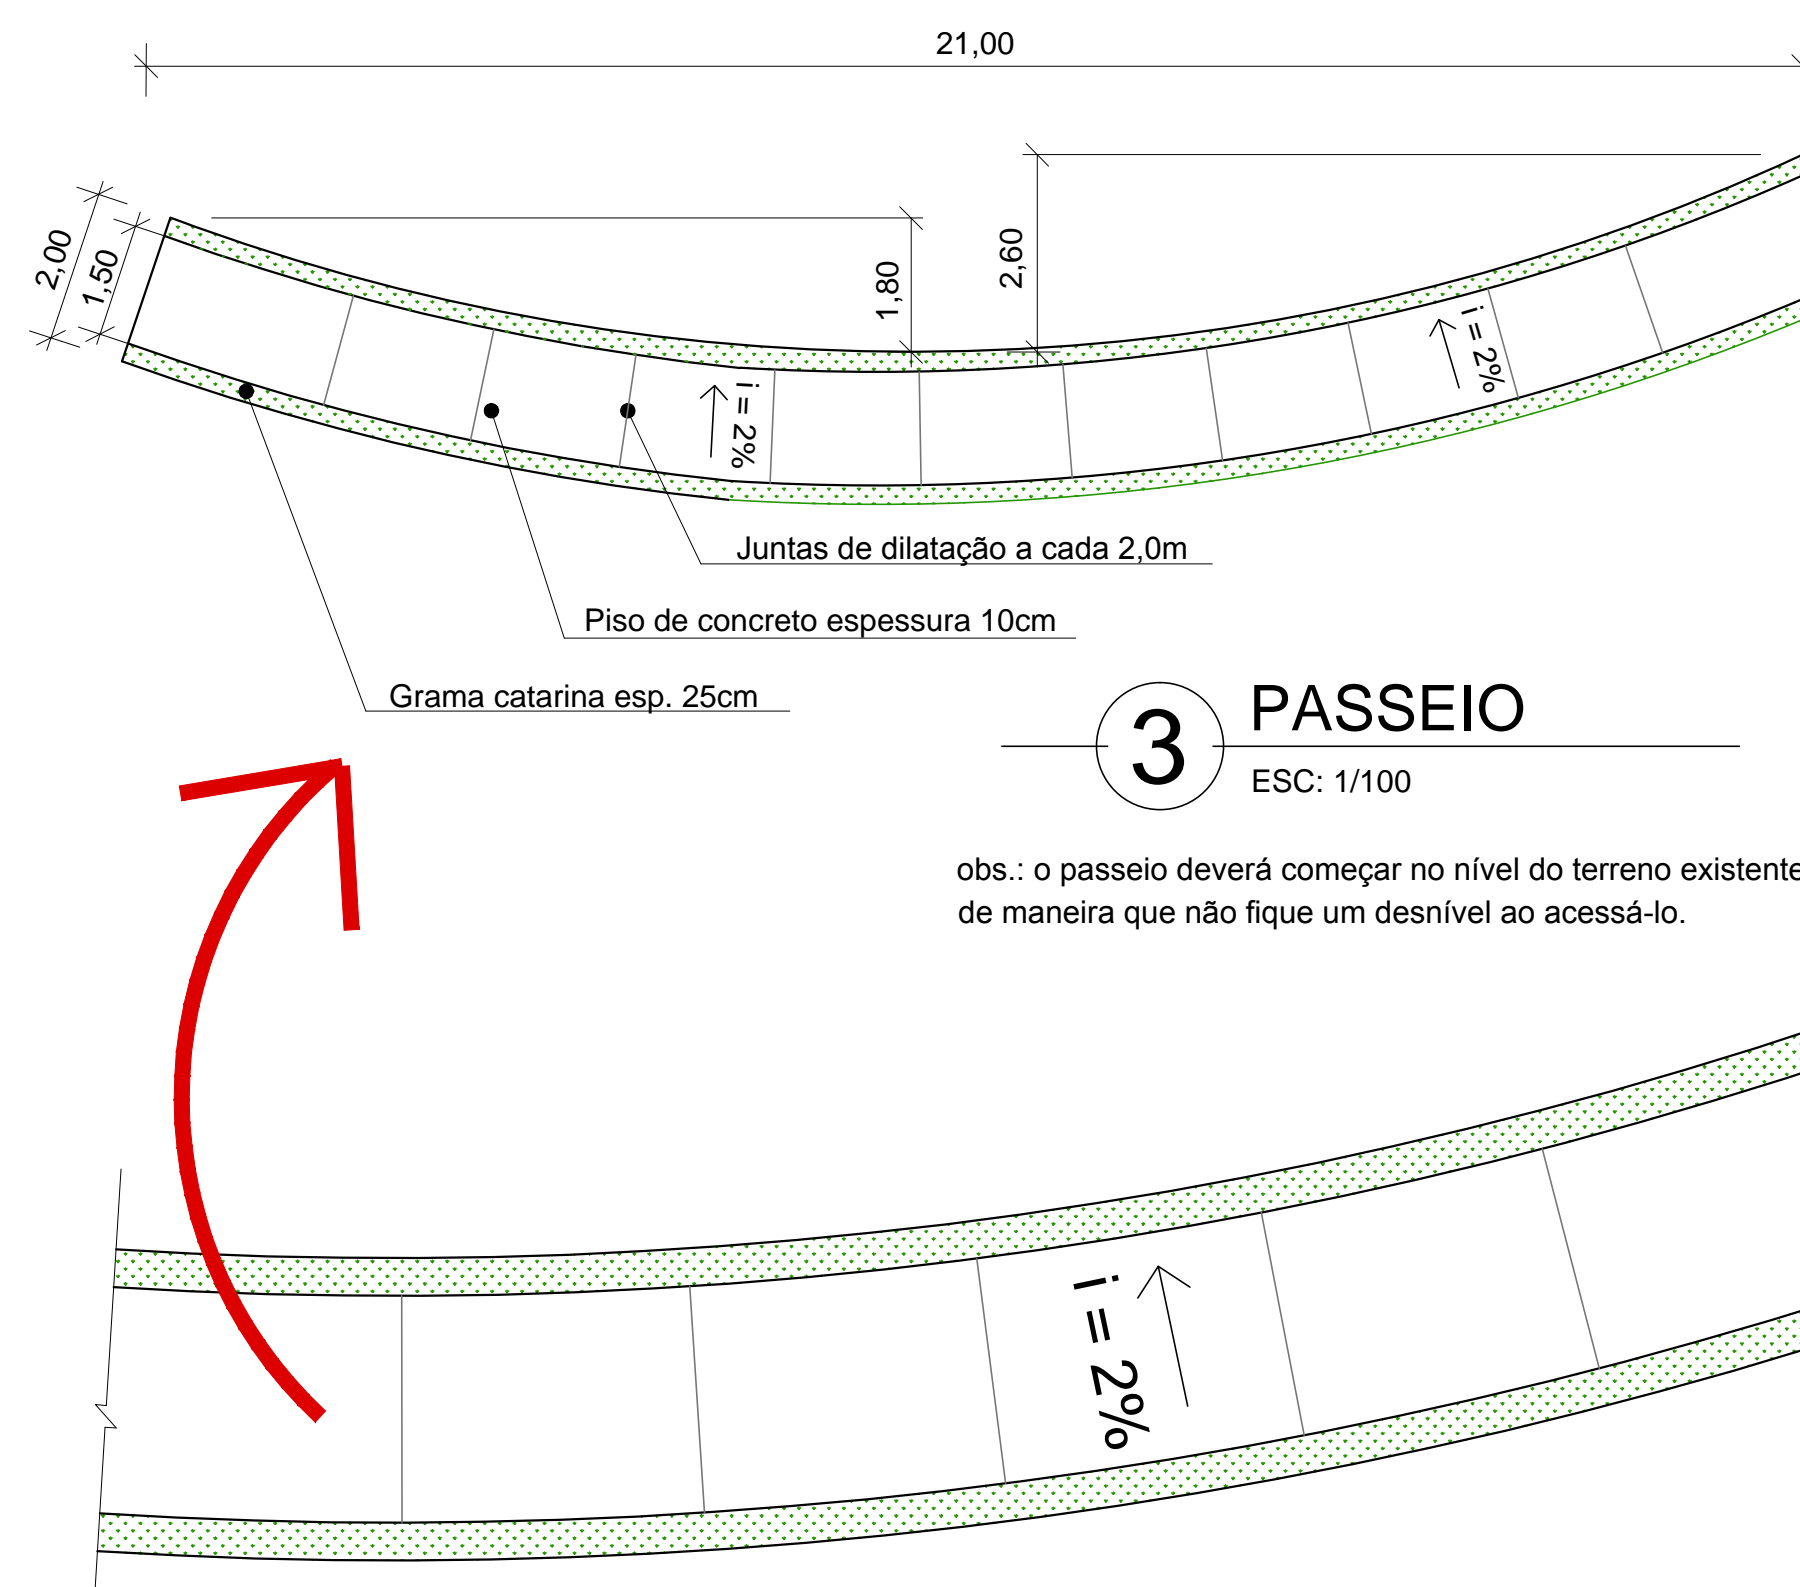 21,00
2,00
1,50
1,80
2,60
i = 2%
i = 2%
Juntas de dilatação a cada 2,0m
Piso de concreto espessura 10cm
Grama catarina esp. 25cm
3
PASSEIO
ESC: 1/100
obs.: o passeio deverá começar no nível do terreno existente
de maneira que não fique um desnível ao acessá-lo.
i = 2%